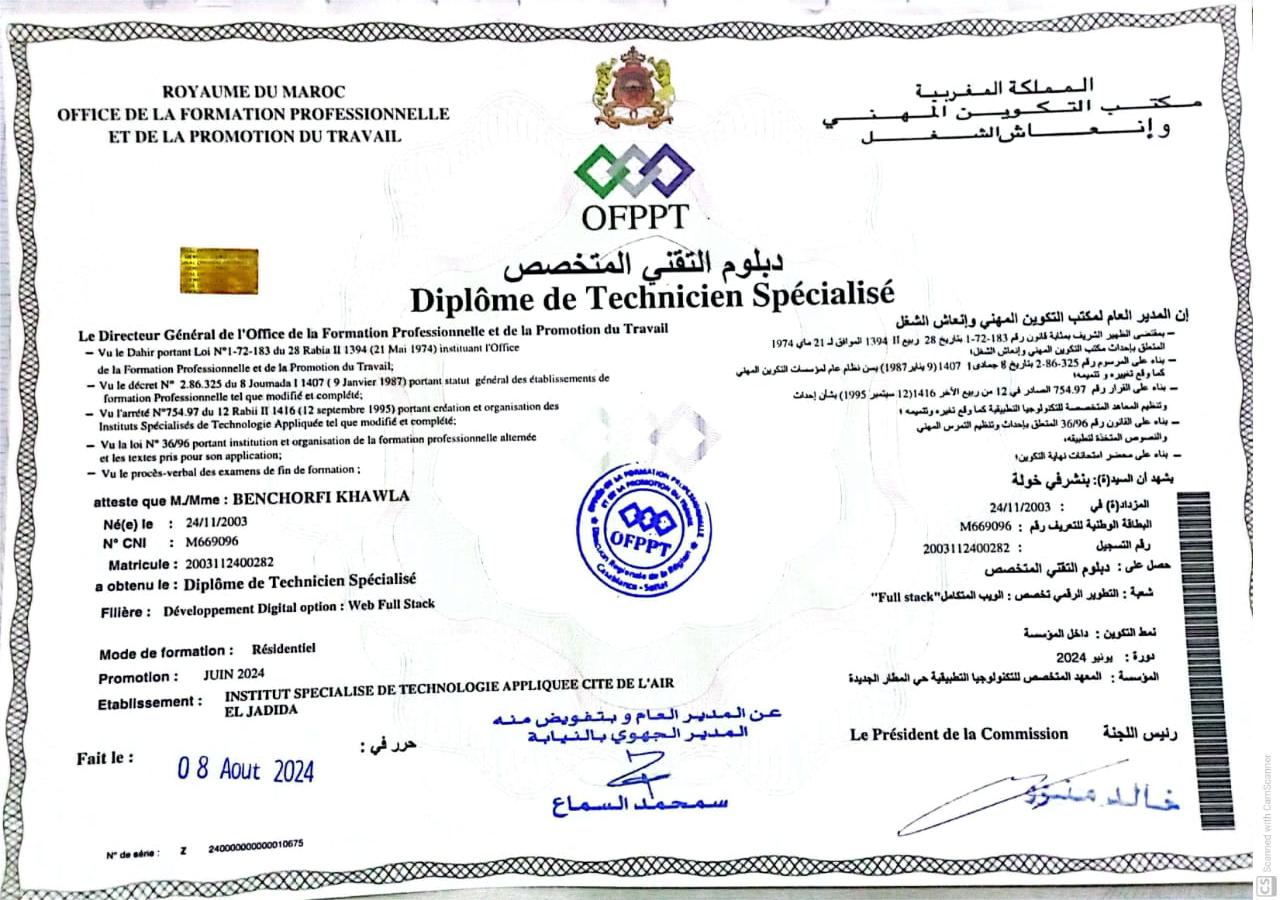 ROYAUME DU MAROC
OFFICE DE LA FORMATION PROFESSIONNELLE
ET DE LA PROMOTION DU TRAVAIL
المملكة المغربية
مكتب التكوين المهني
وإنعاش الشغل
OFPPT
دبلوم التقني المتخصص
Diplôme de Technicien Spécialisé
Le Directeur Général de l'Office de la Formation Professionnelle et de la Promotion du Travail
– Vu le Dahir portant Loi N°1-72-183 du 28 Rabia II 1394 (21 Mai 1974) instituant l'Office
de la Formation Professionnelle et de la Promotion du Travail;
– Vu le décret N° 2.86.325 du 8 Joumada I 1407 ( 9 Janvier 1987) portant statut général des établissements de
formation Professionnelle tel que modifié et complété;
– Vu l'arrêté N°754.97 du 12 Rabii II 1416 (12 septembre 1995) portant création et organisation des
Instituts Spécialisés de Technologie Appliquée tel que modifié et complété;
– Vu la loi N° 36/96 portant institution et organisation de la formation professionnelle alternée
et les textes pris pour son application;
– Vu le procès-verbal des examens de fin de formation ;
إن المدير العام لمكتب التكوين المهني وإنعاش الشغل
– بمقتضى الظهير الشريف بمثابة قانون رقم 183-72-1 بتاريخ 28 ربيع II 1394 الموافق لـ 21 ماي 1974
المتعلق بإحداث مكتب التكوين المهني وإنعاش الشغل؛
– بناء على المرسوم رقم 325-86-2 بتاريخ 8 جمادى I 1407 (9 يناير 1987) بسن نظام عام لمؤسسات التكوين المهني
كما وقع تغييره و تتميمه؛
– بناء على القرار رقم 754.97 الصادر في 12 من ربيع الآخر 1416 (12 سبتمبر 1995) بشأن إحداث
وتنظيم المعاهد المتخصصة للتكنولوجيا التطبيقية كما وقع تغيره وتتميمه ؛
– بناء على القانون رقم 36/96 المتعلق بإحداث وتنظيم التمرس المهني
والنصوص المتخذة لتطبيقه،
– بناء على محضر امتحانات نهاية التكوين؛
atteste que M./Mme : BENCHORFI KHAWLA
Né(e) le : 24/11/2003
N° CNI : M669096
Matricule : 2003112400282
a obtenu le : Diplôme de Technicien Spécialisé
Filière : Développement Digital option : Web Full Stack
Mode de formation : Résidentiel
Promotion : JUIN 2024
Etablissement : INSTITUT SPECIALISE DE TECHNOLOGIE APPLIQUEE CITE DE L'AIR
EL JADIDA
يشهد أن السيد(ة): بنشرفي خولة
المزداد(ة) في : 24/11/2003
البطاقة الوطنية للتعريف رقم : M669096
رقم التسجيل : 2003112400282
حصل على : دبلوم التقني المتخصص
شعبة : التطوير الرقمي تخصص : الويب المتكامل"Full stack"
نمط التكوين : داخل المؤسسة
دورة : يونيو 2024
المؤسسة : المعهد المتخصص للتكنولوجيا التطبيقية حي المطار الجديدة
OFPPT
Direction Régionale de la Région
Casablanca - Settat
ET DE LA PROMOTION DU TRAVAIL
عن المدير العام و بتفويض منه
المدير الجهوي بالنيابة
سمحمد السماع
Fait le : 08 Aout 2024 حرر في :
Le Président de la Commission رئيس اللجنة
N° de série : Z 240000000000010675
CS Scanned with CamScanner